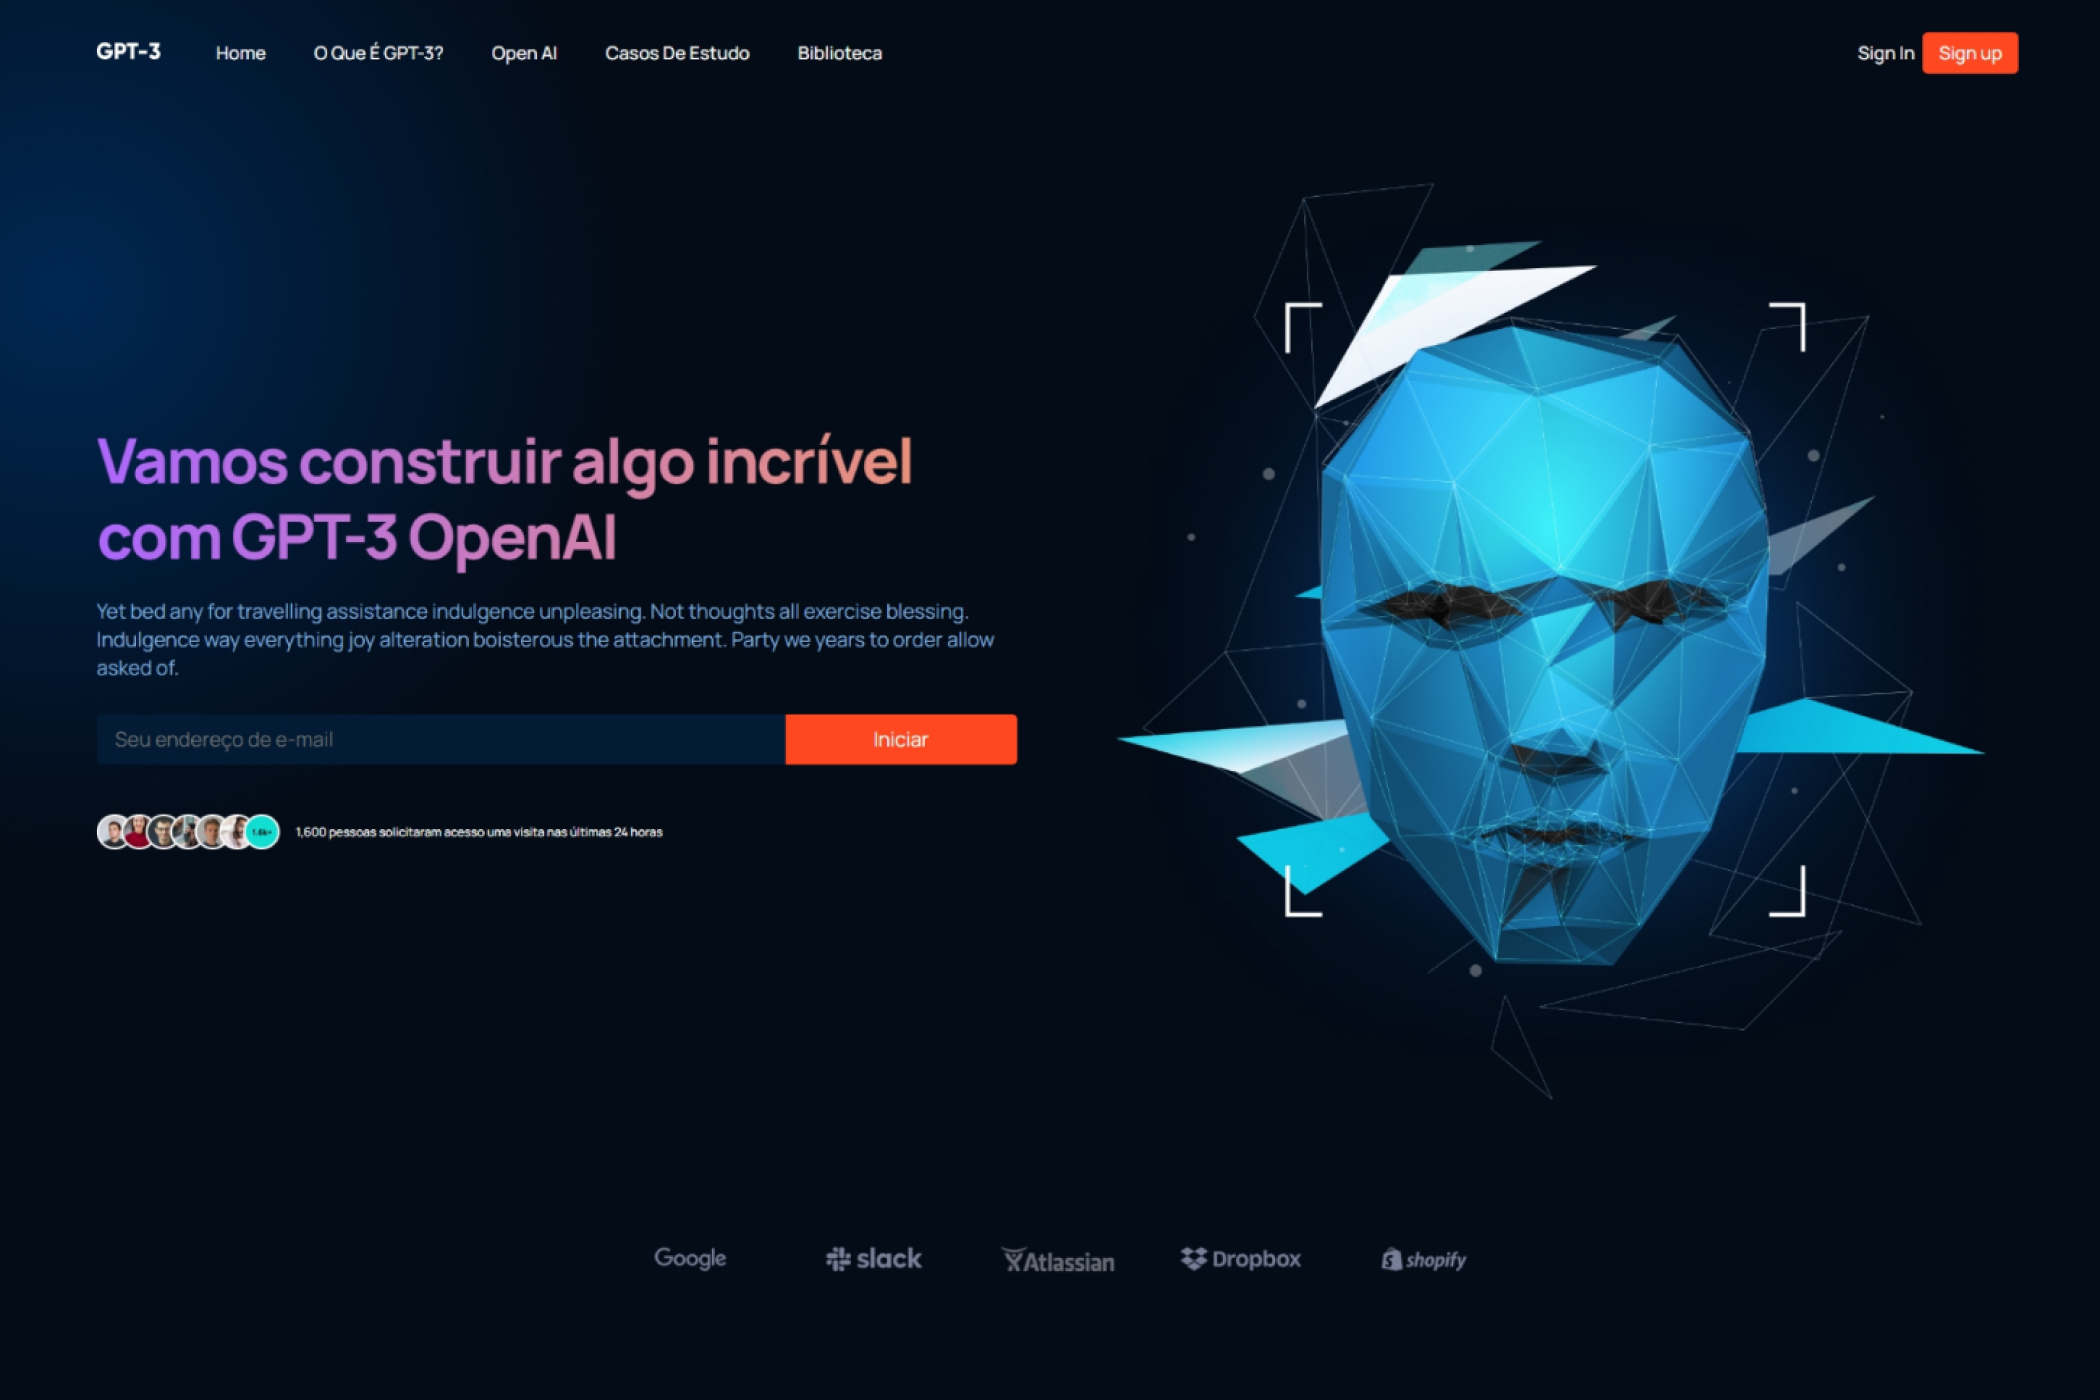 GPT-3
Home
O Que É GPT-3?
Open AI
Casos De Estudo
Biblioteca
Sign In
Sign up
Vamos construir algo incrível
com GPT-3 OpenAI
Yet bed any for travelling assistance indulgence unpleasing. Not thoughts all exercise blessing.
Indulgence way everything joy alteration boisterous the attachment. Party we years to order allow
asked of.
Seu endereço de e-mail
Iniciar
1.6k+
1,600 pessoas solicitaram acesso uma visita nas últimas 24 horas
Google
slack
Atlassian
Dropbox
shopify